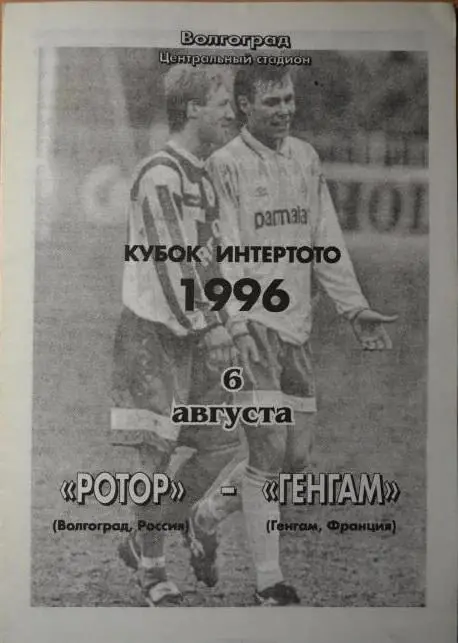 Волгоград
Центральный стадион
parmalat
КУБОК ИНТЕРТОТО
1996
6
августа
«РОТОР» - «ГЕНГАМ»
(Волгоград, Россия) (Генгам, Франция)